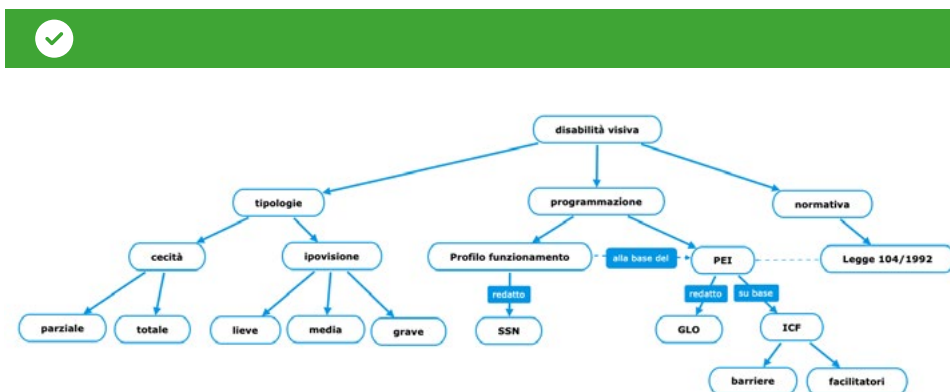 disabilità visiva
tipologie
programmazione
normativa
cecità
ipovisione
Profilo funzionamento
alla base del
PEI
Legge 104/1992
redatto
redatto
su base
parziale
totale
lieve
media
grave
SSN
GLO
ICF
barriere
facilitatori